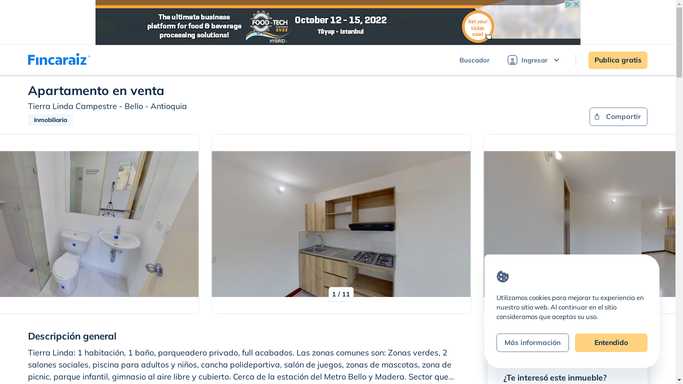 The ultimate business
platform for food & beverage
processing solutions!
FOOD-TECH
HYBRID
October 12 - 15, 2022
Tüyap - Istanbul
Get your
ticket
now!
Fincaraiz
Buscador
Ingresar
Publica gratis
Apartamento en venta
Tierra Linda Campestre - Bello - Antioquia
Inmobiliaria
Compartir
1 / 11
Utilizamos cookies para mejorar tu experiencia en
nuestro sitio web. Al continuar en el sitio
consideramos que aceptas su uso.
Más información
Entendido
Descripción general
Tierra Linda: 1 habitación, 1 baño, parqueadero privado, full acabados. Las zonas comunes son: Zonas verdes, 2
salones sociales, piscina para adultos y niños, cancha polideportiva, salón de juegos, zonas de mascotas, zona de
picnic, parque infantil, gimnasio al aire libre y cubierto. Cerca de la estación del Metro Bello y Madera. Sector que...
¿Te interesó este inmueble?